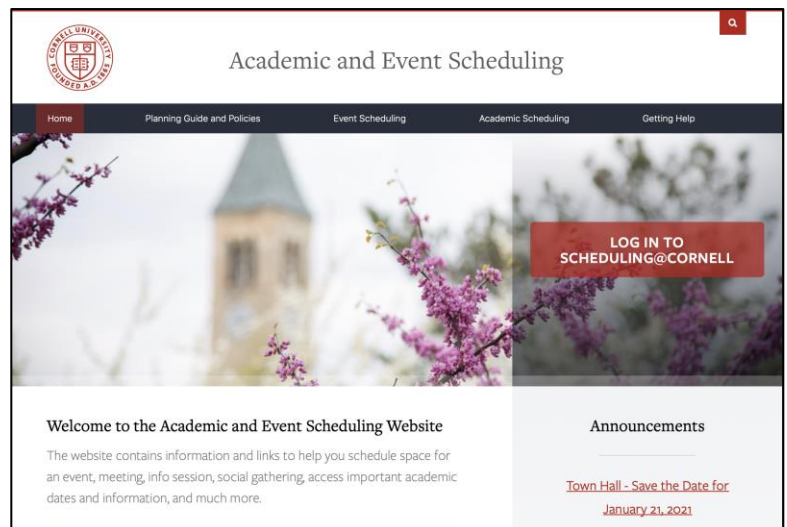 CORNELL UNIVERSITY
FOUNDED A.D. 1865
Academic and Event Scheduling
Home
Planning Guide and Policies
Event Scheduling
Academic Scheduling
Getting Help
LOG IN TO
SCHEDULING@CORNELL
Welcome to the Academic and Event Scheduling Website
The website contains information and links to help you schedule space for
an event, meeting, info session, social gathering, access important academic
dates and information, and much more.
Announcements
Town Hall - Save the Date for
January 21, 2021